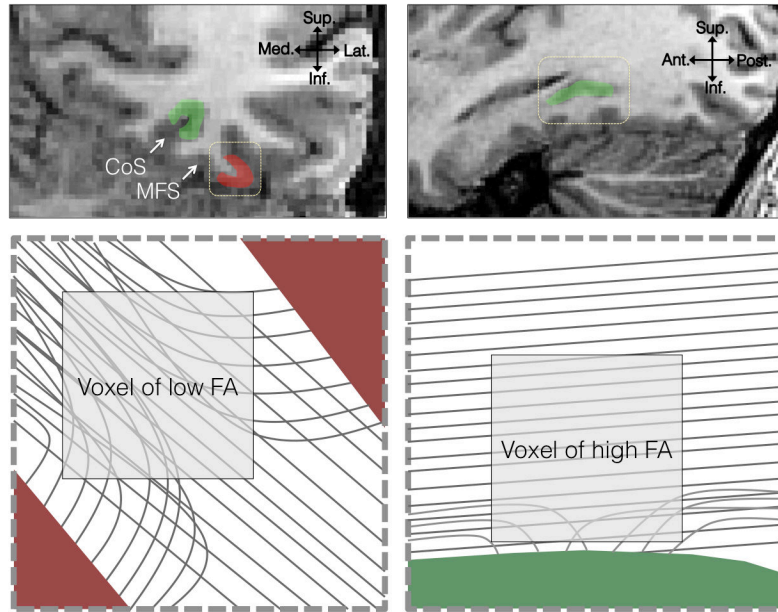 Sup.
Med. Lat.
Inf.
CoS
MFS
Sup.
Ant. Post.
Inf.
Voxel of low FA
Voxel of high FA